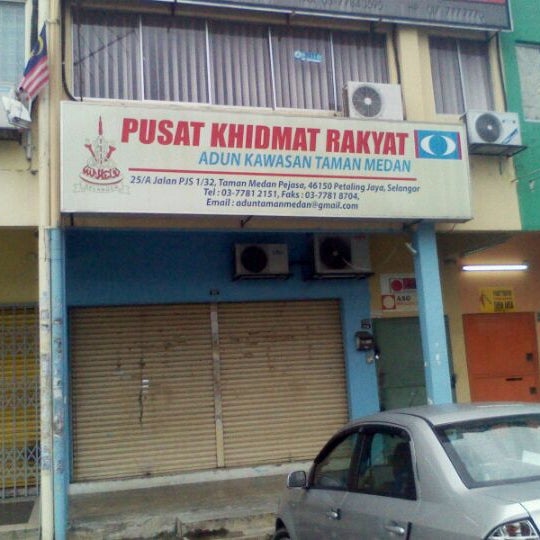 PUSAT KHIDMAT RAKYAT
ADUN KAWASAN TAMAN MEDAN
25/A Jalan PJS 1/32, Taman Medan Pejasa, 46150 Petaling Jaya, Selangor
Tel : 03-7781 2151, Faks : 03-7781 8704,
Email : aduntamanmedan@gmail.com